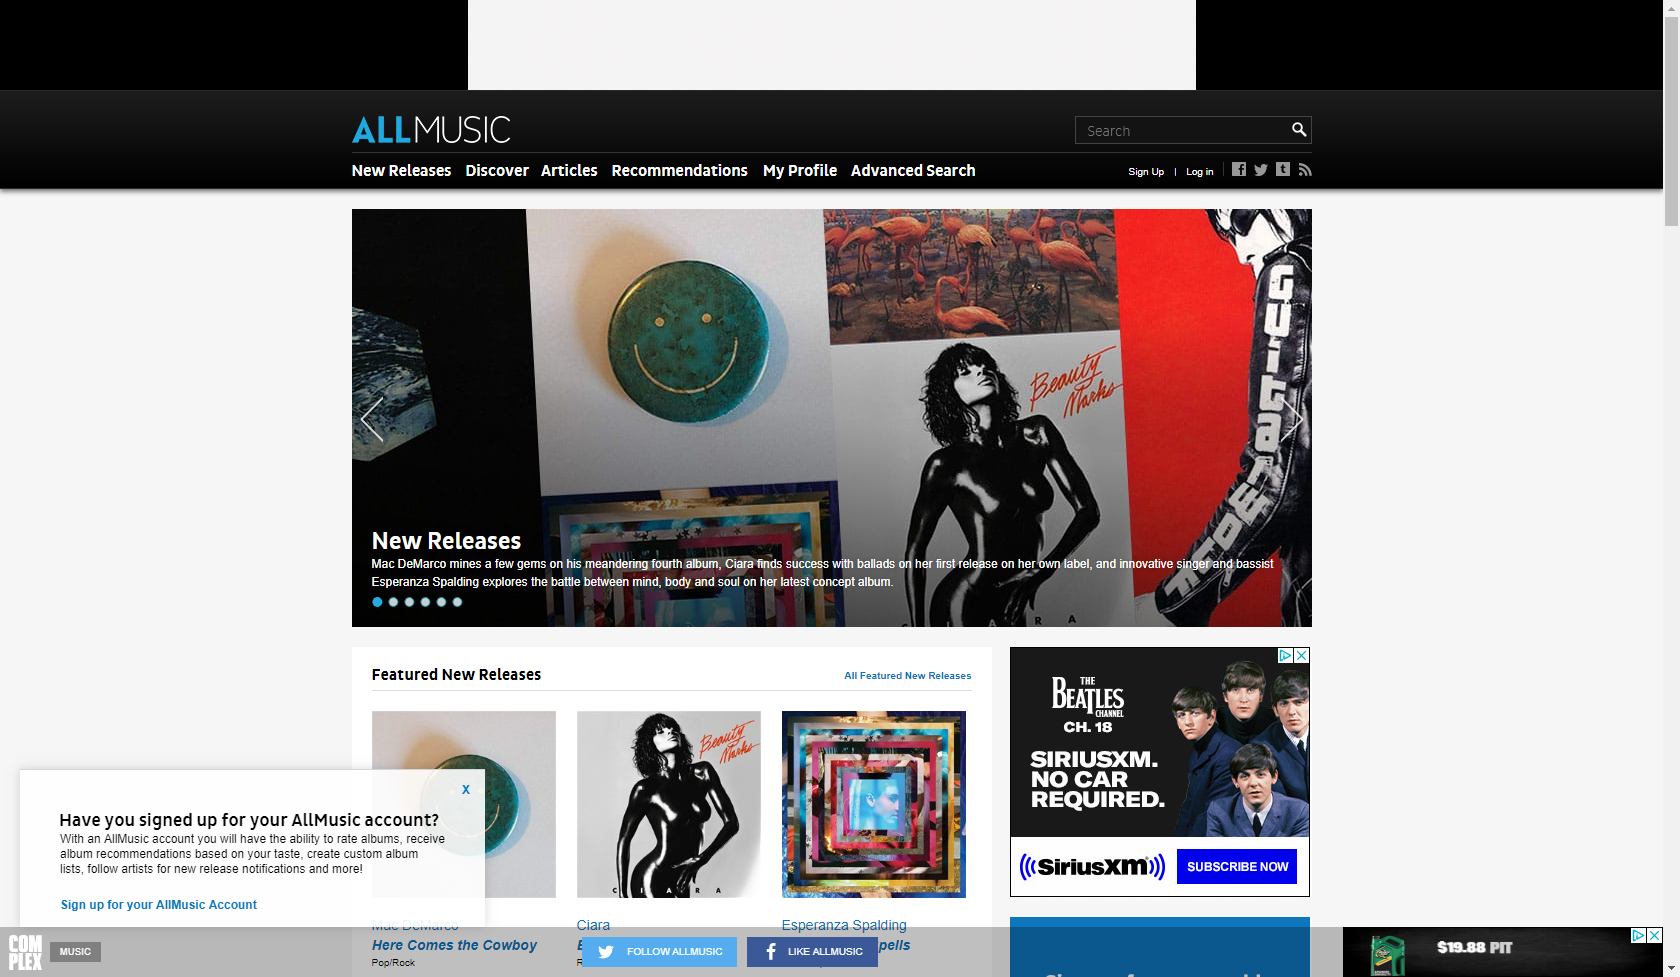 ALLMUSIC
Search
New Releases Discover Articles Recommendations My Profile Advanced Search
Sign Up | Log in
Beauty
Marks
CIARA
New Releases
Mac DeMarco mines a few gems on his meandering fourth album, Ciara finds success with ballads on her first release on her own label, and innovative singer and bassist
Esperanza Spalding explores the battle between mind, body and soul on her latest concept album.
Featured New Releases
All Featured New Releases
Beauty
Marks
CIARA
Mac DeMarco
Here Comes the Cowboy
Pop/Rock
Ciara
Esperanza Spalding
THE
BEATLES
CHANNEL
CH. 18
SIRIUSXM.
NO CAR
REQUIRED.
SiriusXM
SUBSCRIBE NOW
X
Have you signed up for your AllMusic account?
With an AllMusic account you will have the ability to rate albums, receive
album recommendations based on your taste, create custom album
lists, follow artists for new release notifications and more!
Sign up for your AllMusic Account
COM
PLEX
MUSIC
FOLLOW ALLMUSIC
LIKE ALLMUSIC
$19.88 PIT